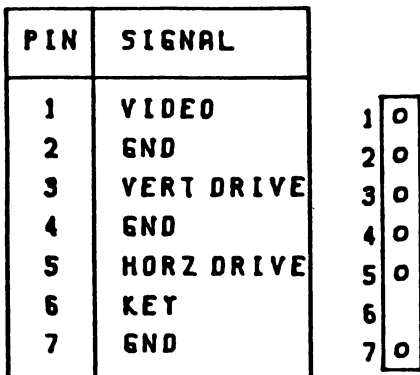 PIN SIGNAL
1 VIDEO
2 GND
3 VERT DRIVE
4 GND
5 HORZ DRIVE
6 KEY
7 GND
1
2
3
4
5
6
7